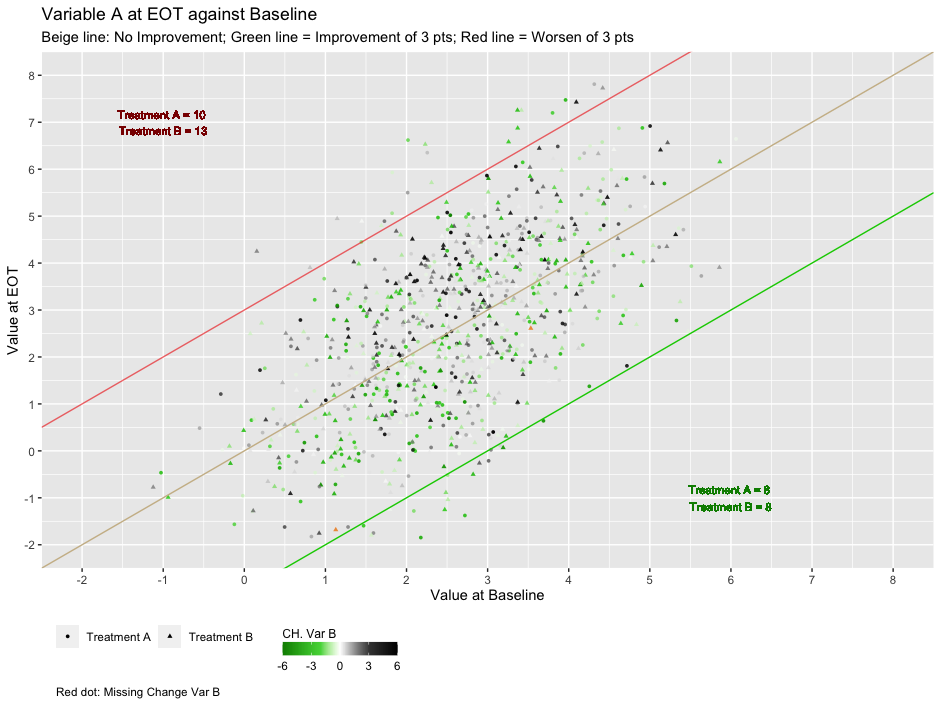 Variable A at EOT against Baseline
Beige line: No Improvement; Green line = Improvement of 3 pts; Red line = Worsen of 3 pts
Value at EOT
8
7
6
5
4
3
2
1
0
-1
-2
Treatment A = 10
Treatment B = 13
Treatment A = 8
Treatment B = 8
-2 -1 0 1 2 3 4 5 6 7 8
Value at Baseline
Treatment A Treatment B
CH. Var B
-6 -3 0 3 6
Red dot: Missing Change Var B